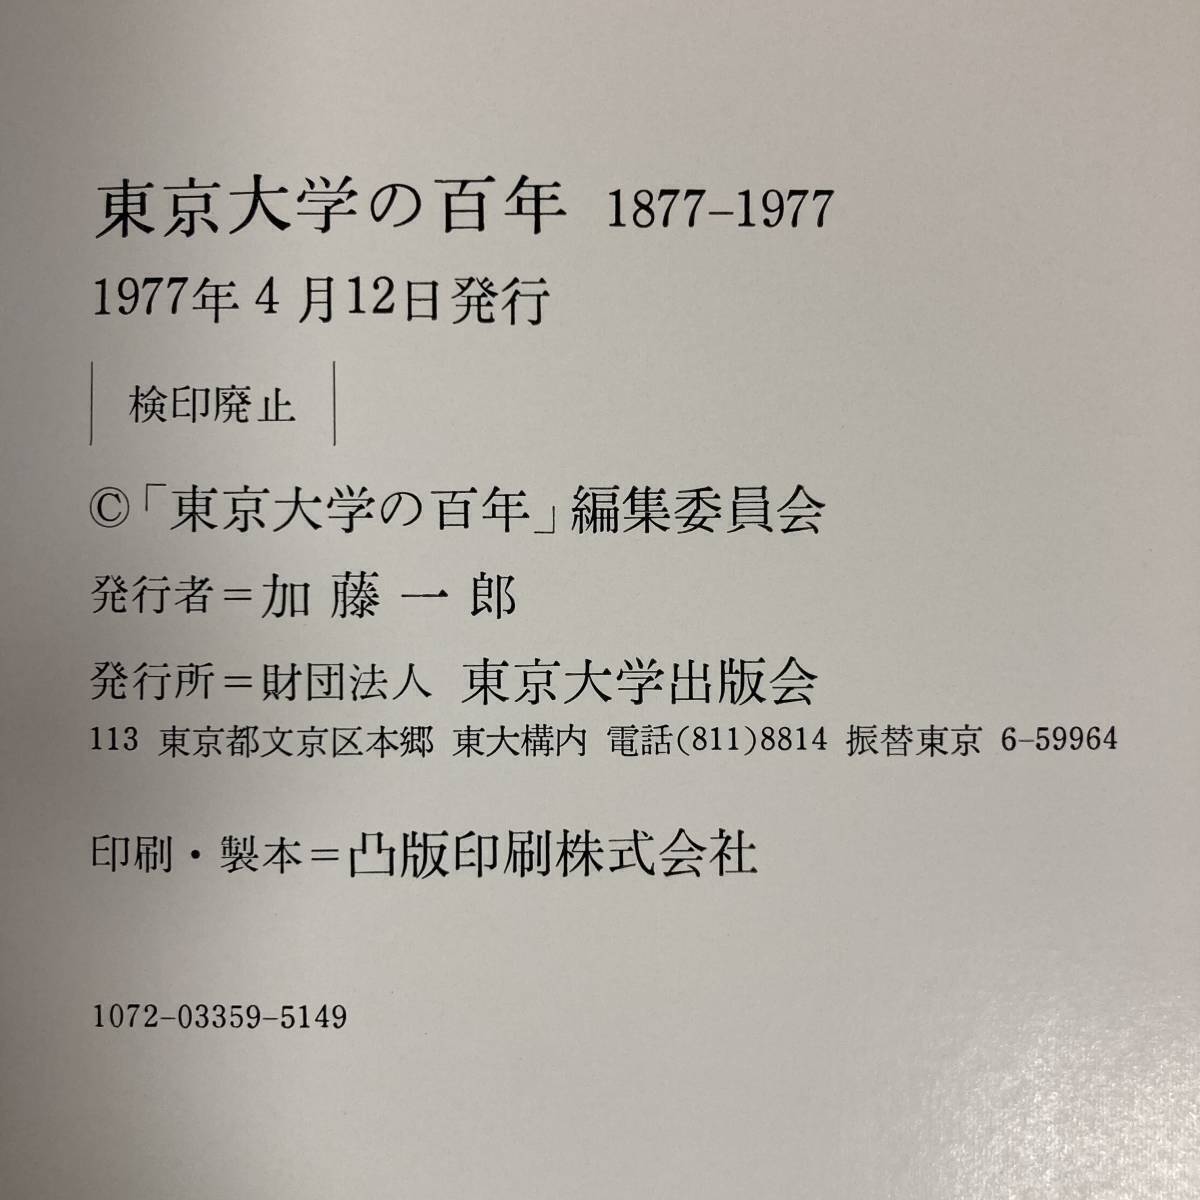 東京大学の百年 1877-1977
1977年4月12日発行
検印廃止
©「東京大学の百年」編集委員会
発行者=加藤一郎
発行所=財団法人 東京大学出版会
113 東京都文京区本郷 東大構内 電話(811)8814 振替東京 6-59964
印刷・製本=凸版印刷株式会社
1072-03359-5149